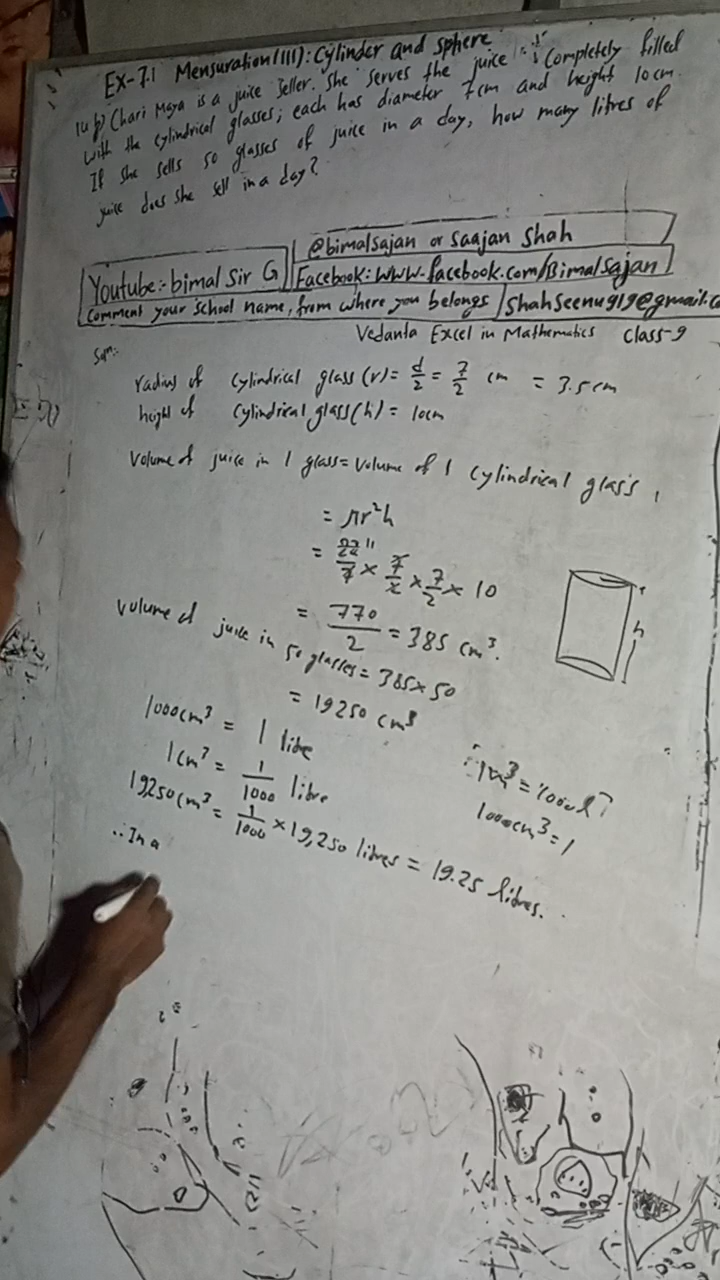 Ex-7.1 Mensuration(III): Cylinder and sphere
14 b) Chari Maya is a juice seller. She serves the juice completely filled
with the cylindrical glasses; each has diameter 7cm and height 10cm.
If she sells 50 glasses of juice in a day, how many litres of
juice does she sell in a day?
@bimalsajan or Saajan Shah
Youtube:- bimal Sir G
Facebook: www.facebook.com/Bimalsajan
Comment your school name, from where you belongs
Vedanta Excel in Mathematics Class-9
Soln:
radius of cylindrical glass (r) = d/2 = 7/2 cm = 3.5cm
height of cylindrical glass(h) = 10cm
Volume of juice in 1 glass = Volume of 1 cylindrical glass,
= πr²h
= 22/7 × 7/2 × 7/2 × 10
11
= 770/2 = 385 cm³.
r
h
Volume of juice in 50 glasses = 385×50
= 19250 cm³
1000cm³ = 1 litre
1cm³ = 1/1000 litre
19250cm³ = 1/1000 × 19,250 litres = 19.25 litres.
1000cm³ = 1
∴ In a